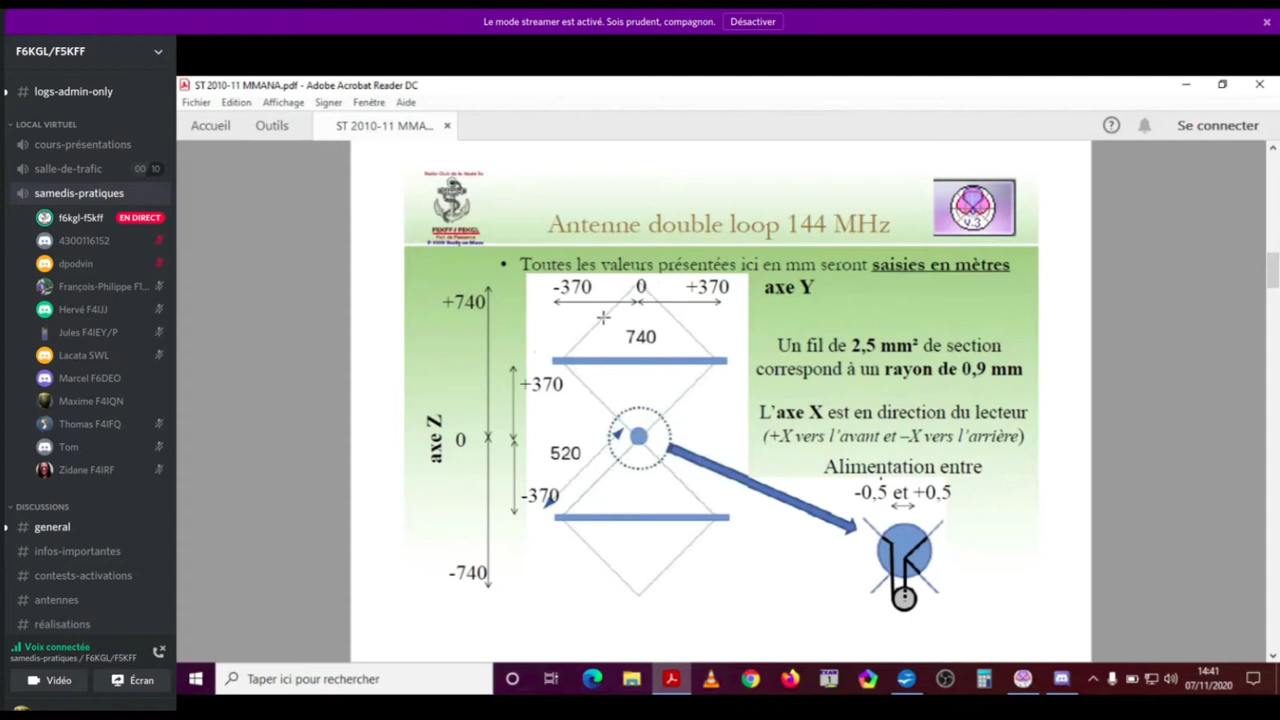 Le mode streamer est activé. Sois prudent, compagnon.
Désactiver
F6KGL/F5KFF
# logs-admin-only
LOCAL VIRTUEL
cours-présentations
salle-de-trafic 00 10
samedis-pratiques
f6kgl-f5kff EN DIRECT
4300116152
dpodvin
François-Philippe F1...
Hervé F4IJJ
Jules F4IEY/P
Lacata SWL
Marcel F6DEO
Maxime F4IQN
Thomas F4IFQ
Tom
Zidane F4IRF
DISCUSSIONS
# general
# infos-importantes
# contests-activations
# antennes
# réalisations
Voix connectée
samedis-pratiques / F6KGL/F5KFF
Vidéo
Écran
ST 2010-11 MMANA.pdf - Adobe Acrobat Reader DC
Fichier Edition Affichage Signer Fenêtre Aide
Accueil Outils ST 2010-11 MMA... × Se connecter
F5KFF / F6KGL
Antenne double loop 144 MHz
V.3
• Toutes les valeurs présentées ici en mm seront saisies en mètres
-370 0 +370 axe Y
+740
740
Un fil de 2,5 mm² de section
correspond à un rayon de 0,9 mm
+370
L'axe X est en direction du lecteur
(+X vers l'avant et –X vers l'arrière)
axe Z
0
520
Alimentation entre
-0,5 et +0,5
-370
-740
Taper ici pour rechercher
14:41
07/11/2020